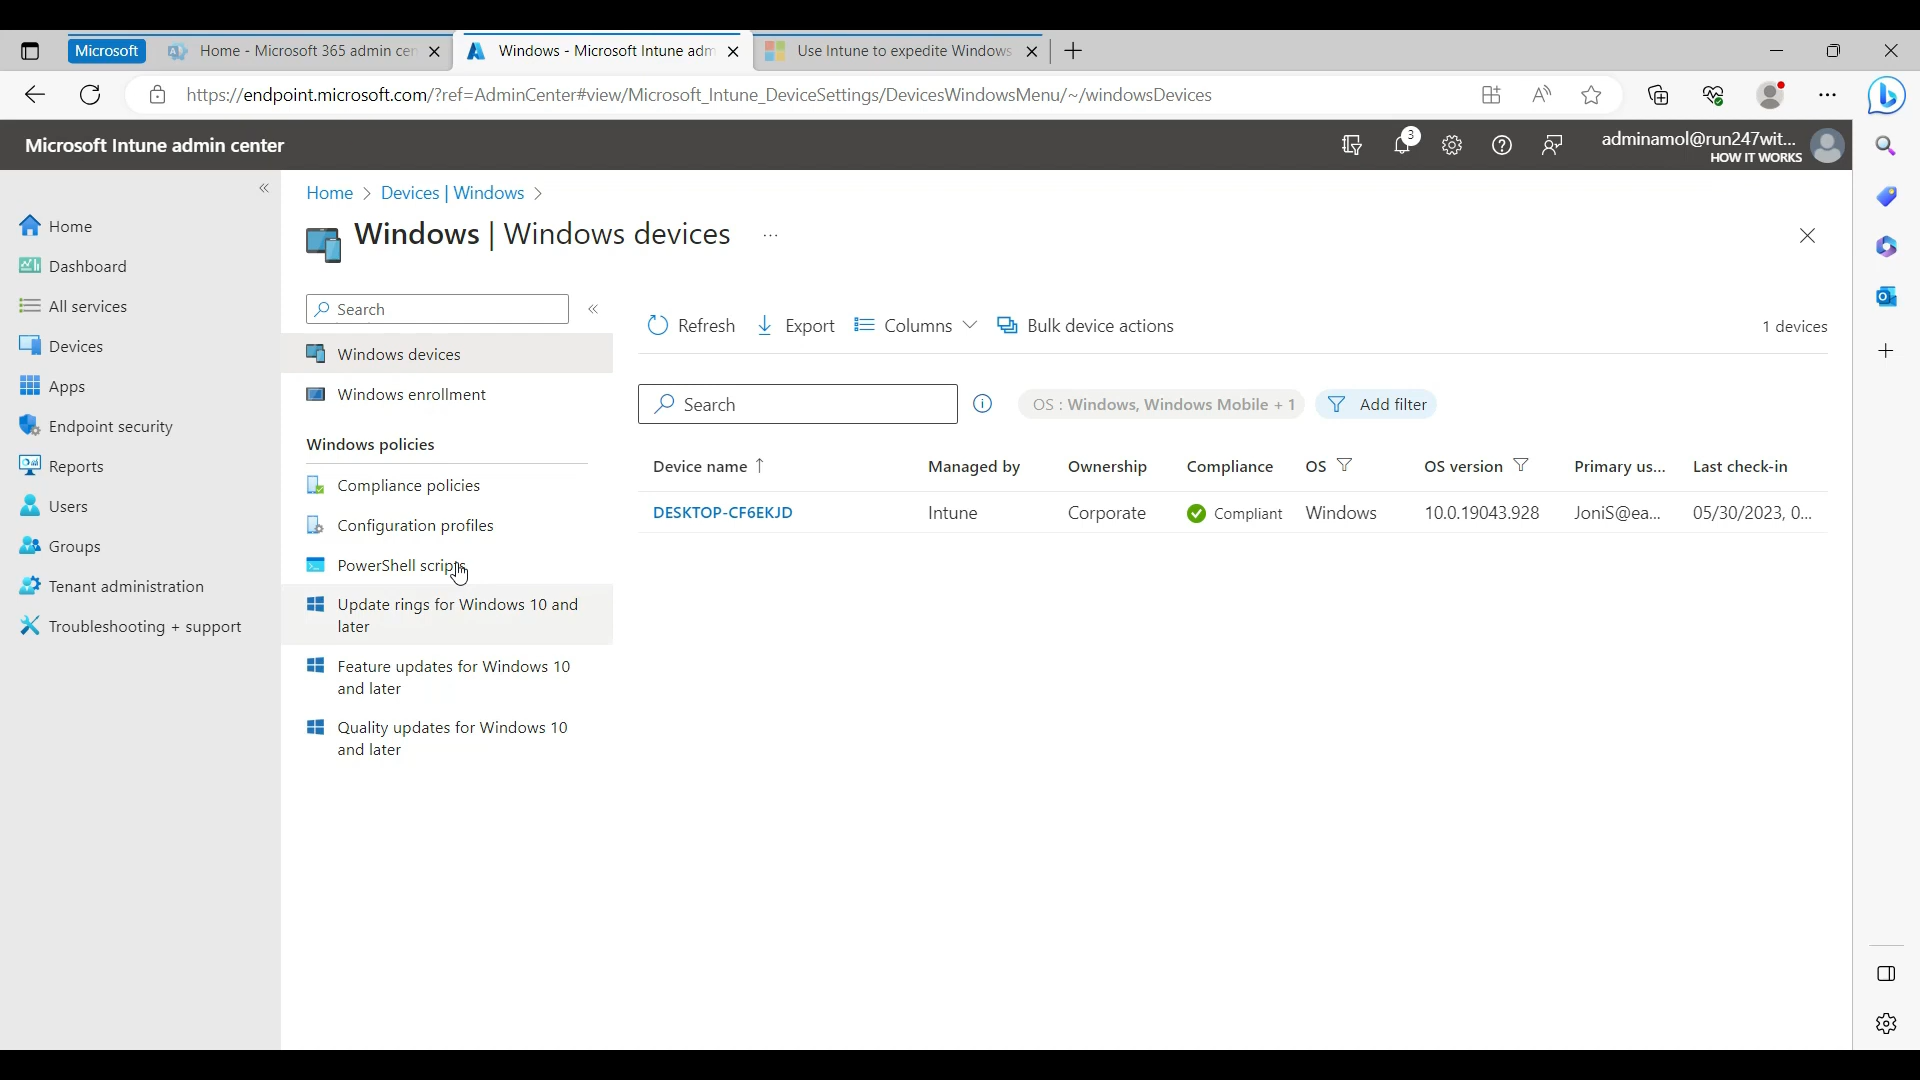 Microsoft
Home - Microsoft 365 admin cen
Windows - Microsoft Intune adm
Use Intune to expedite Windows
https://endpoint.microsoft.com/?ref=AdminCenter#view/Microsoft_Intune_DeviceSettings/DevicesWindowsMenu/~/windowsDevices
Microsoft Intune admin center
3
adminamol@run247wit...
HOW IT WORKS
Home > Devices | Windows >
Windows | Windows devices ...
Home
Dashboard
All services
Devices
Apps
Endpoint security
Reports
Users
Groups
Tenant administration
Troubleshooting + support
Search
Windows devices
Windows enrollment
Windows policies
Compliance policies
Configuration profiles
PowerShell scripts
Update rings for Windows 10 and
later
Feature updates for Windows 10
and later
Quality updates for Windows 10
and later
Refresh Export Columns Bulk device actions
1 devices
Search
OS : Windows, Windows Mobile + 1
Add filter
Device name ↑ Managed by Ownership Compliance OS OS version Primary us... Last check-in
DESKTOP-CF6EKJD Intune Corporate Compliant Windows 10.0.19043.928 JoniS@ea... 05/30/2023, 0...